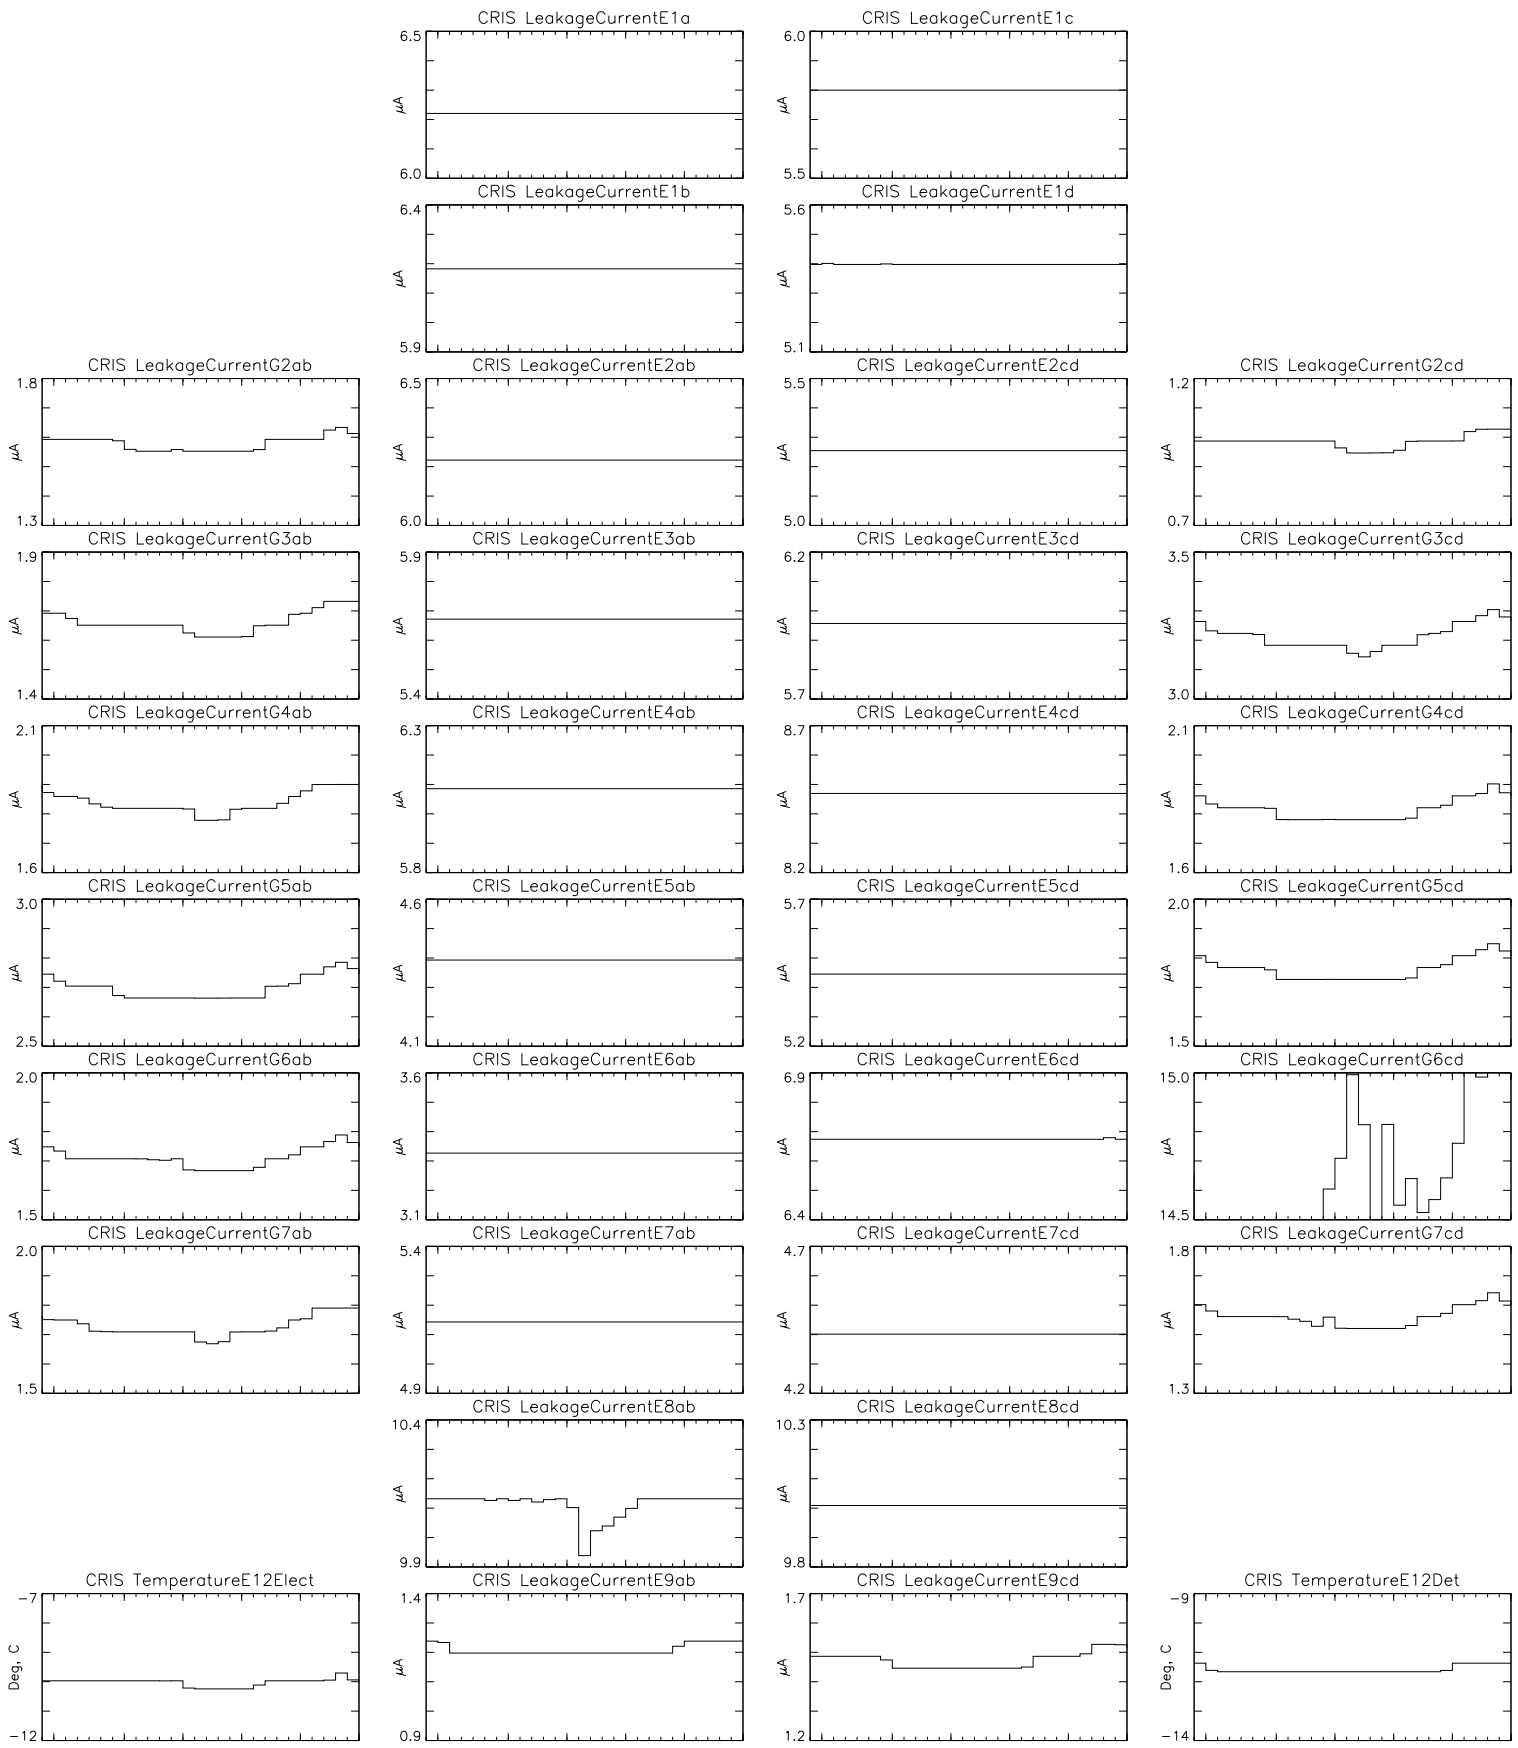 CRIS LeakageCurrentE1a
6.5
µA
6.0
CRIS LeakageCurrentE1c
6.0
µA
5.5
CRIS LeakageCurrentE1b
6.4
µA
5.9
CRIS LeakageCurrentE1d
5.6
µA
5.1
CRIS LeakageCurrentG2ab
1.8
µA
1.3
CRIS LeakageCurrentE2ab
6.5
µA
6.0
CRIS LeakageCurrentE2cd
5.5
µA
5.0
CRIS LeakageCurrentG2cd
1.2
µA
0.7
CRIS LeakageCurrentG3ab
1.9
µA
1.4
CRIS LeakageCurrentE3ab
5.9
µA
5.4
CRIS LeakageCurrentE3cd
6.2
µA
5.7
CRIS LeakageCurrentG3cd
3.5
µA
3.0
CRIS LeakageCurrentG4ab
2.1
µA
1.6
CRIS LeakageCurrentE4ab
6.3
µA
5.8
CRIS LeakageCurrentE4cd
8.7
µA
8.2
CRIS LeakageCurrentG4cd
2.1
µA
1.6
CRIS LeakageCurrentG5ab
3.0
µA
2.5
CRIS LeakageCurrentE5ab
4.6
µA
4.1
CRIS LeakageCurrentE5cd
5.7
µA
5.2
CRIS LeakageCurrentG5cd
2.0
µA
1.5
CRIS LeakageCurrentG6ab
2.0
µA
1.5
CRIS LeakageCurrentE6ab
3.6
µA
3.1
CRIS LeakageCurrentE6cd
6.9
µA
6.4
CRIS LeakageCurrentG6cd
15.0
µA
14.5
CRIS LeakageCurrentG7ab
2.0
µA
1.5
CRIS LeakageCurrentE7ab
5.4
µA
4.9
CRIS LeakageCurrentE7cd
4.7
µA
4.2
CRIS LeakageCurrentG7cd
1.8
µA
1.3
CRIS LeakageCurrentE8ab
10.4
µA
9.9
CRIS LeakageCurrentE8cd
10.3
µA
9.8
CRIS TemperatureE12Elect
−7
Deg, C
−12
CRIS LeakageCurrentE9ab
1.4
µA
0.9
CRIS LeakageCurrentE9cd
1.7
µA
1.2
CRIS TemperatureE12Det
−9
Deg, C
−14